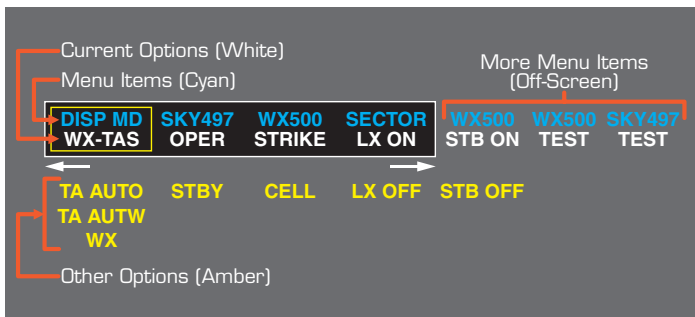 Current Options (White)
Menu Items (Cyan)
More Menu Items
(Off-Screen)
DISP MD SKY497 WX500 SECTOR WX500 WX500 SKY497
WX-TAS OPER STRIKE LX ON STB ON TEST TEST
TA AUTO STBY CELL LX OFF STB OFF
TA AUTW
WX
Other Options (Amber)